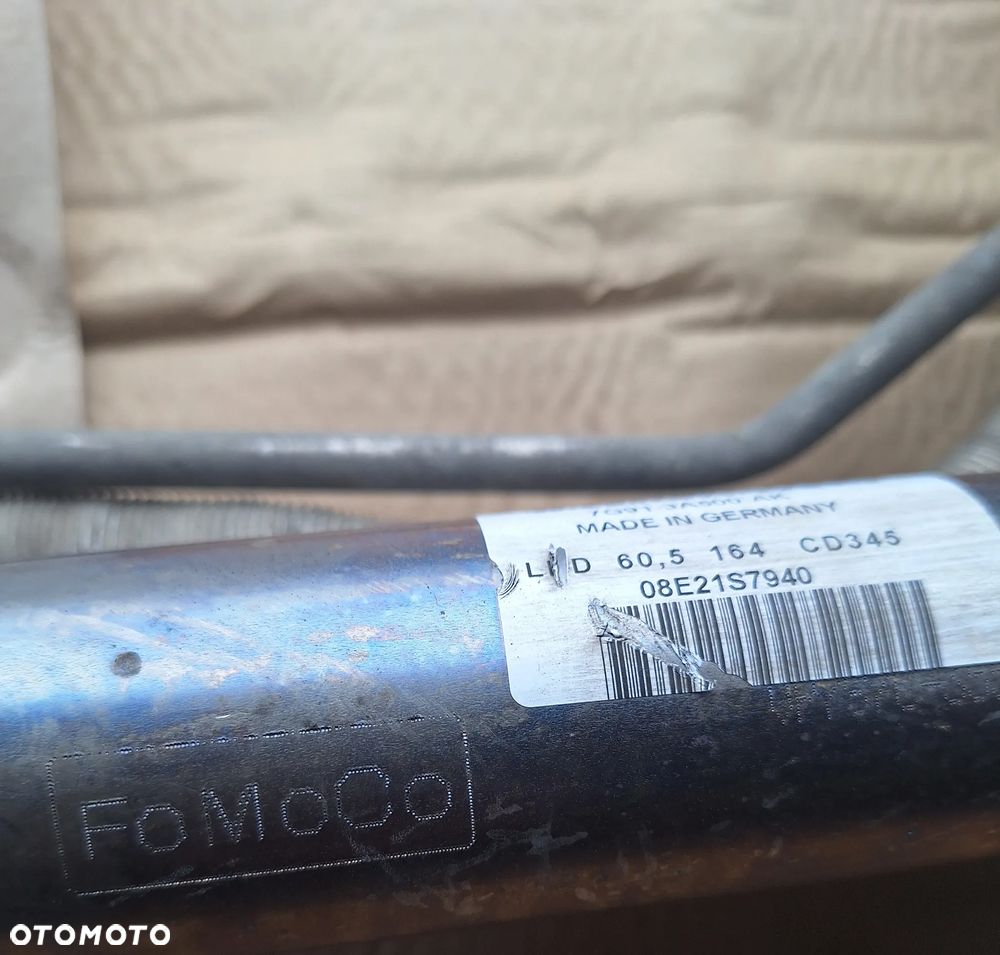 7G91 3A500 AK
MADE IN GERMANY
L D 60,5 164 CD345
08E21S7940
FoMoCo
OTOMOTO